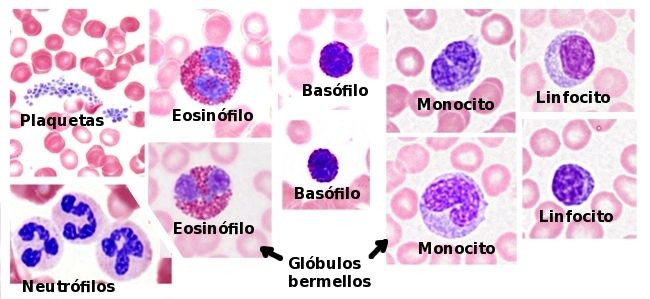 Plaquetas
Eosinófilo
Basófilo
Monocito
Linfocito
Eosinófilo
Basófilo
Monocito
Linfocito
Neutrófilos
Glóbulos
bermellos